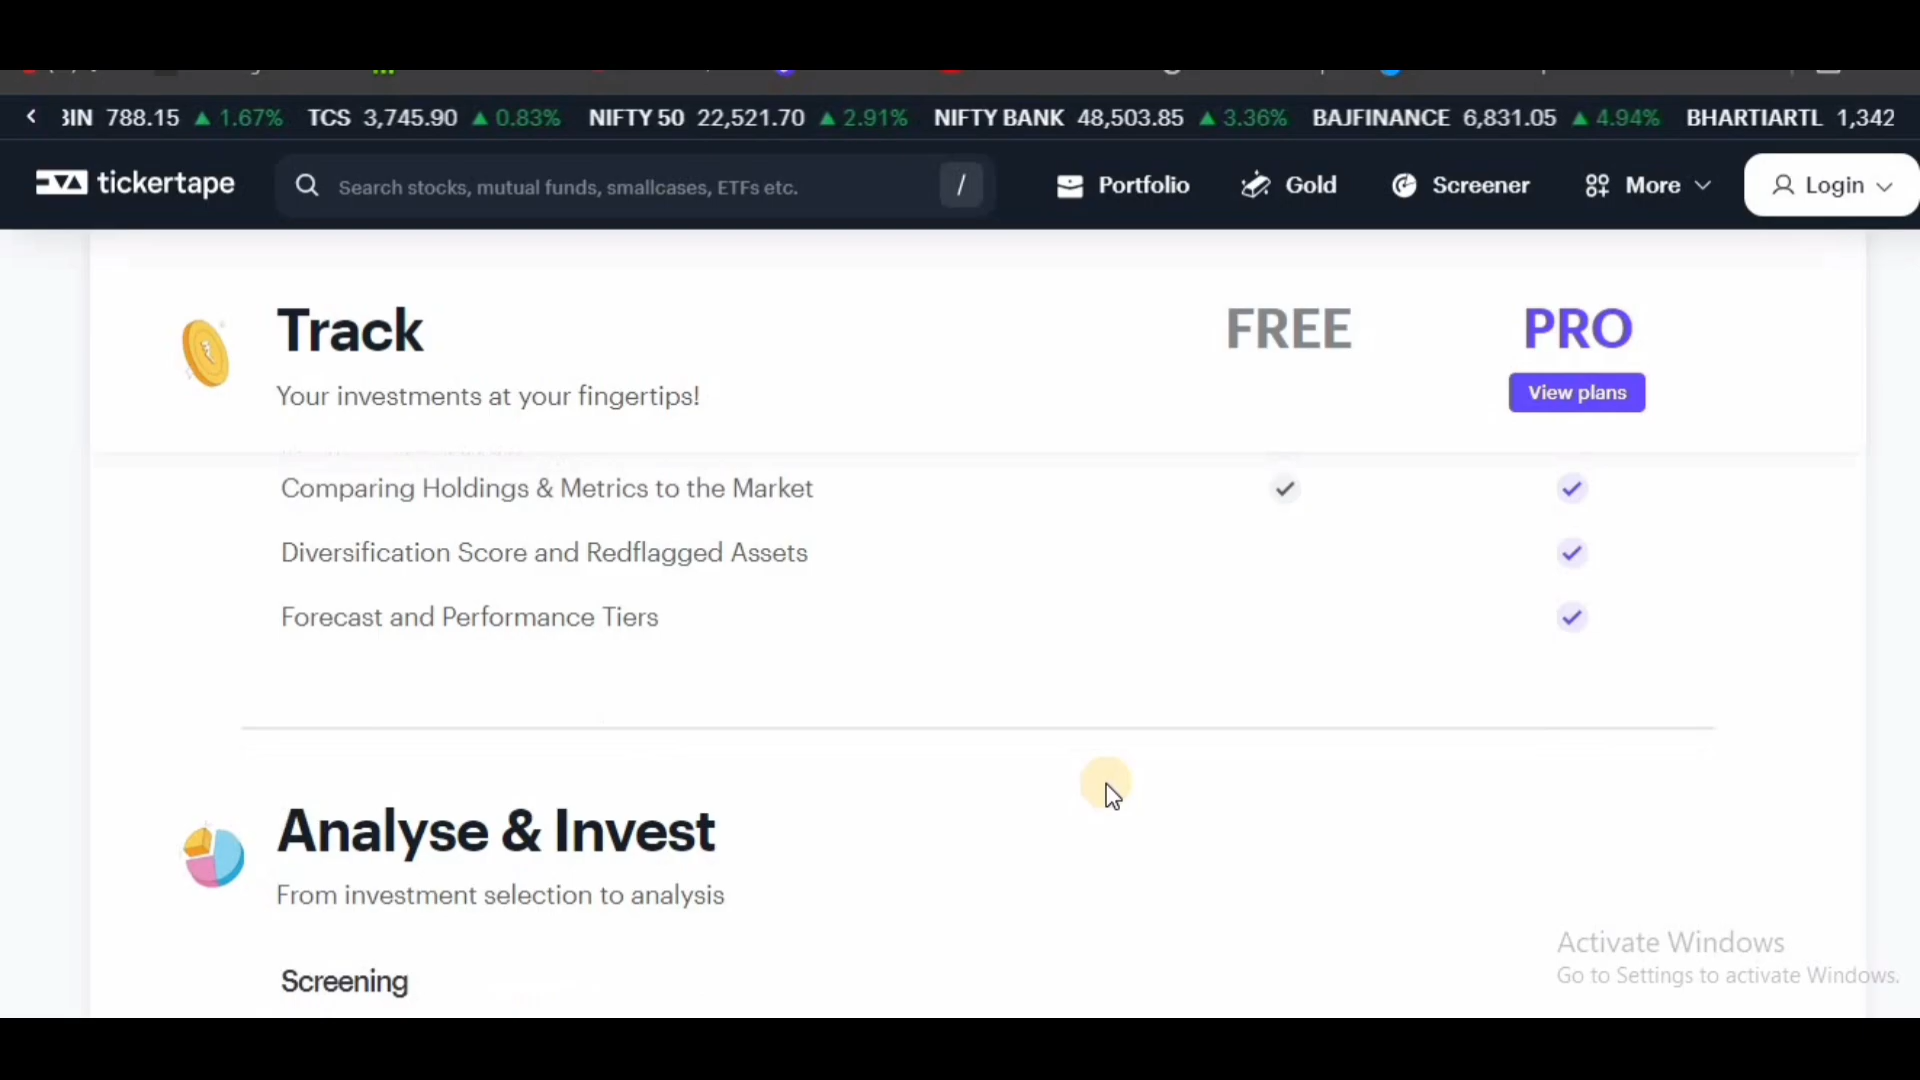 BIN 788.15 ▲ 1.67% TCS 3,745.90 ▲ 0.83% NIFTY 50 22,521.70 ▲ 2.91% NIFTY BANK 48,503.85 ▲ 3.36% BAJFINANCE 6,831.05 ▲ 4.94% BHARTIARTL 1,342
tickertape Search stocks, mutual funds, smallcases, ETFs etc. / Portfolio Gold Screener More Login
Track FREE PRO
Your investments at your fingertips! View plans
Comparing Holdings & Metrics to the Market
Diversification Score and Redflagged Assets
Forecast and Performance Tiers
Analyse & Invest
From investment selection to analysis
Activate Windows
Go to Settings to activate Windows.
Screening